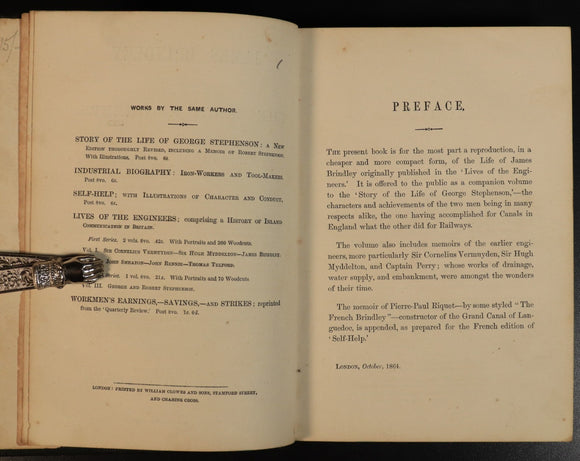 15/-
WORKS BY THE SAME AUTHOR.
STORY OF THE LIFE OF GEORGE STEPHENSON: A NEW
EDITION THOROUGHLY REVISED, INCLUDING A MEMOIR OF ROBERT STEPHENSON.
With Illustrations. Post 8vo. 6s.
INDUSTRIAL BIOGRAPHY: IRON-WORKERS AND TOOL-MAKERS.
Post 8vo. 6s.
SELF-HELP; WITH ILLUSTRATIONS OF CHARACTER AND CONDUCT.
Post 8vo. 6s.
LIVES OF THE ENGINEERS; comprising a HISTORY OF INLAND
COMMUNICATION IN BRITAIN.
First Series. 2 vols. 8vo. 42s. With Portraits and 200 Woodcuts.
Vol. I. SIR CORNELIUS VERMUYDEN—SIR HUGH MYDDELTON—JAMES BRINDLEY.
JOHN SMEATON—JOHN RENNIE—THOMAS TELFORD.
Series. 1 vol. 21s. With Portraits and 70 Woodcuts
Vol. III. GEORGE AND ROBERT STEPHENSON.
WORKMEN'S EARNINGS,—SAVINGS,—AND STRIKES; reprinted
from the 'Quarterly Review.' Post 8vo. 1s. 6d.
LONDON: PRINTED BY WILLIAM CLOWES AND SONS, STAMFORD STREET,
AND CHARING CROSS.
PREFACE.
THE present book is for the most part a reproduction, in a
cheaper and more compact form, of the Life of James
Brindley originally published in the 'Lives of the Engi-
neers.' It is offered to the public as a companion volume
to the 'Story of the Life of George Stephenson,'—the
characters and achievements of the two men being in many
respects alike, the one having accomplished for Canals in
England what the other did for Railways.
The volume also includes memoirs of the earlier engi-
neers, more particularly Sir Cornelius Vermuyden, Sir Hugh
Myddelton, and Captain Perry; whose works of drainage,
water supply, and embankment, were amongst the wonders
of their time.
The memoir of Pierre-Paul Riquet—by some styled "The
French Brindley"—constructor of the Grand Canal of Lan-
guedoc, is appended, as prepared for the French edition of
'Self-Help.'
LONDON, October, 1864.